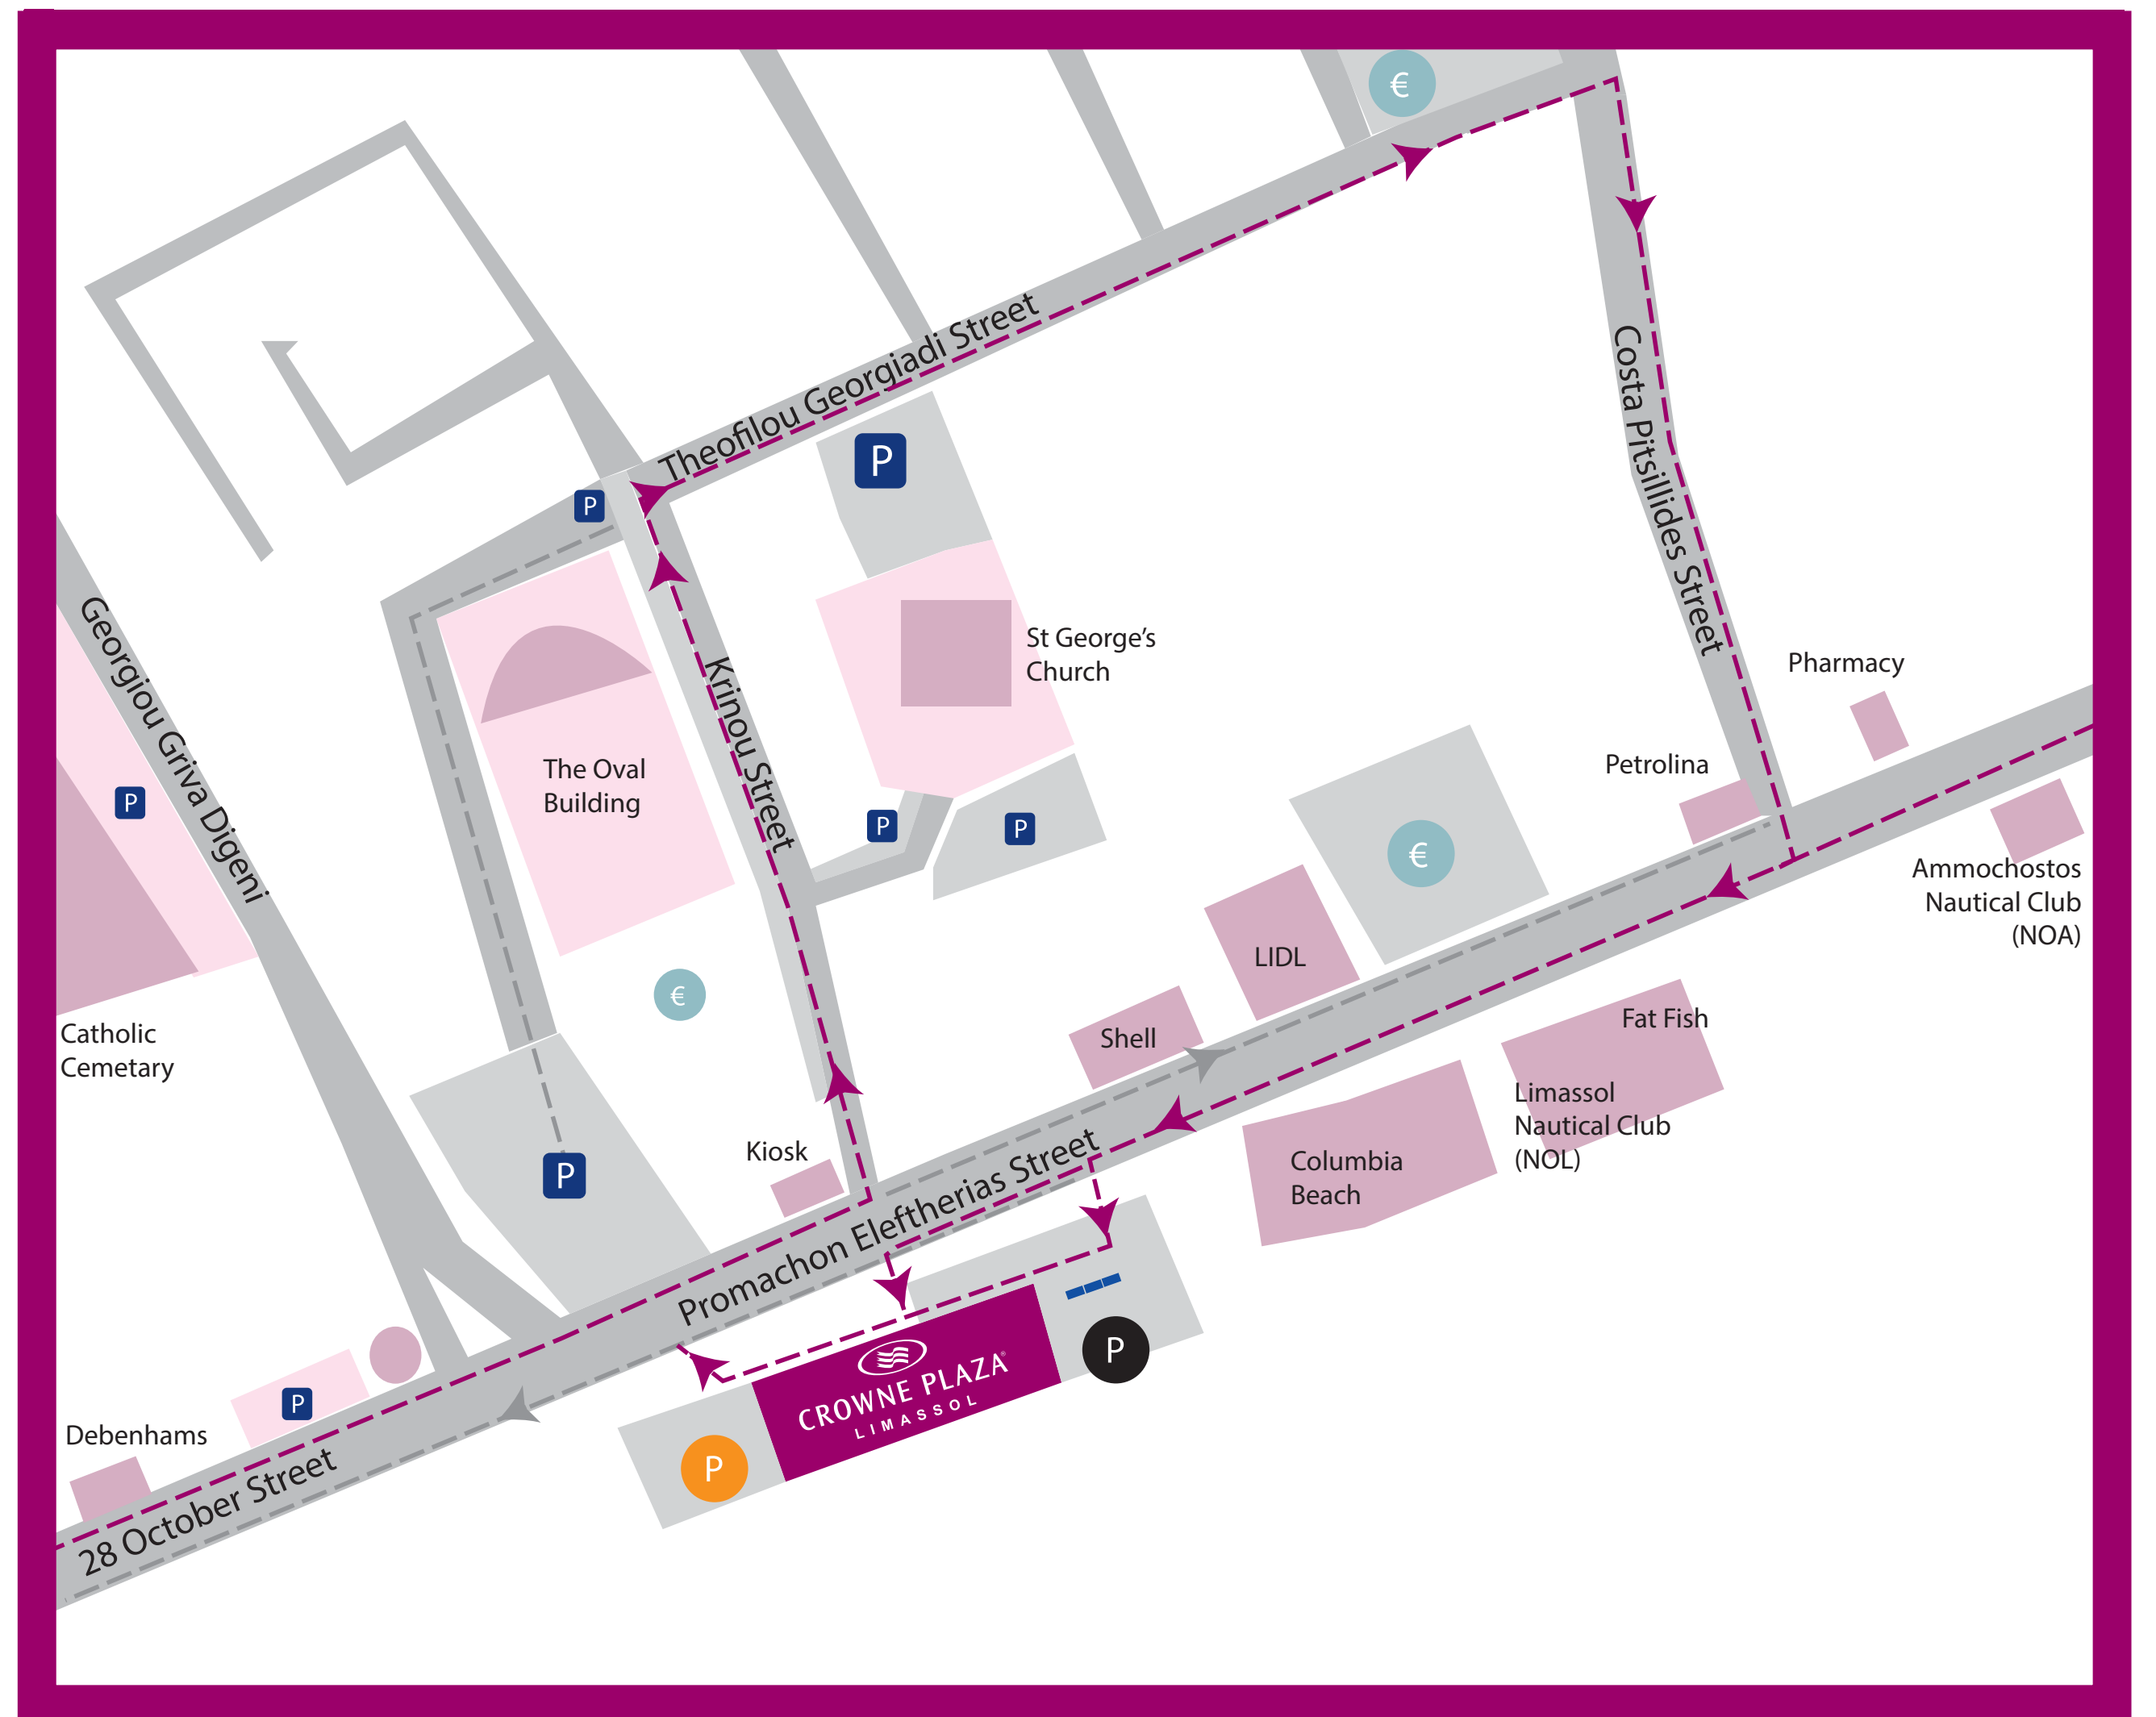 €
Theofilou Georgiadi Street
P
P
Costa Pitsillides Street
Georgiou Griva Digeni
St George’s
Church
Krinou Street
Pharmacy
The Oval
Building
Petrolina
P
P
P
€
Ammochostos
Nautical Club
(NOA)
LIDL
€
Catholic
Cemetary
Shell
Fat Fish
Limassol
Nautical Club
(NOL)
Kiosk
Columbia
Beach
P
Promachon Eleftherias Street
CROWNE PLAZA®
LIMASSOL
P
P
P
Debenhams
28 October Street